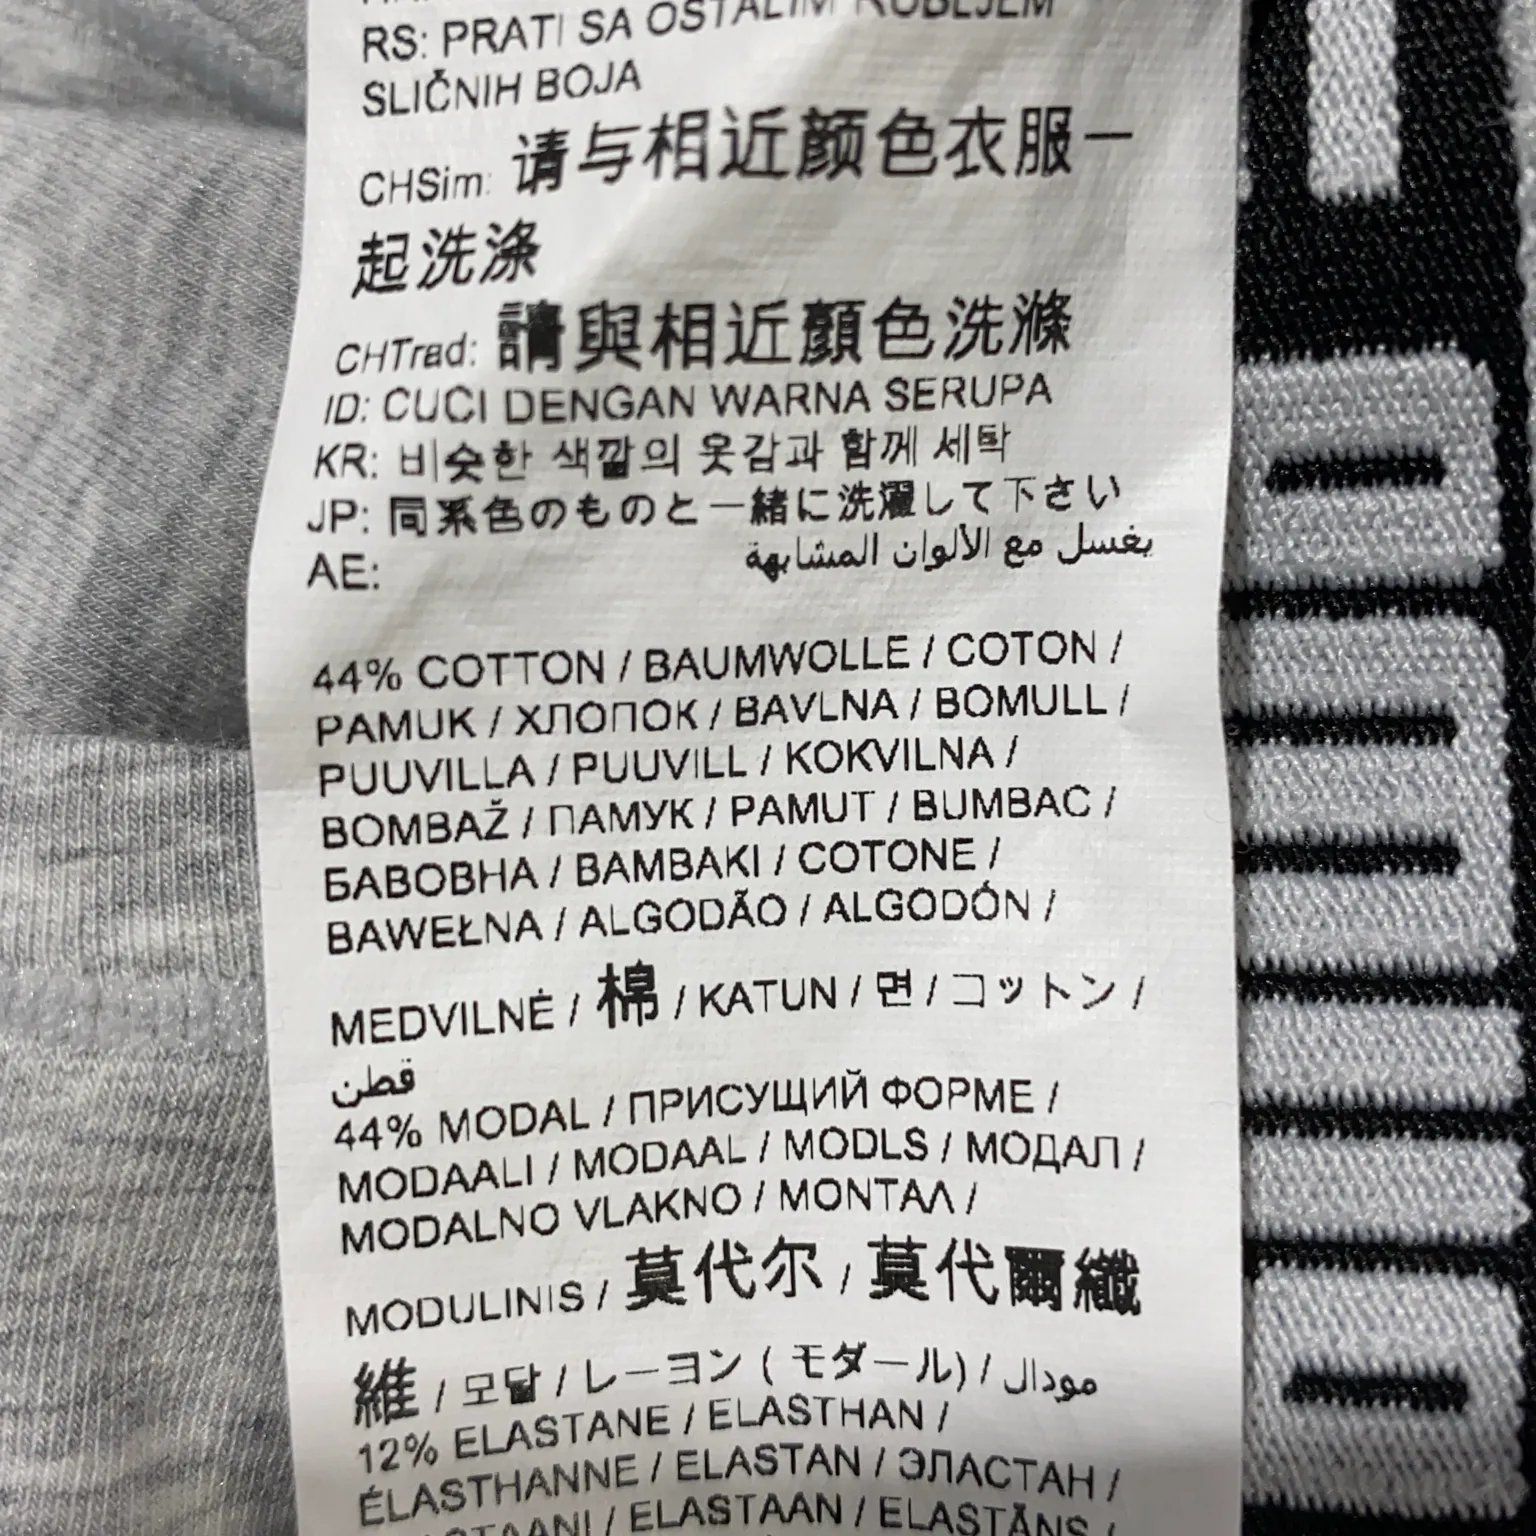 RS: PRATI SA OSTALIM RUBLJEM
SLIČNIH BOJA
CHSim: 请与相近颜色衣服一
起洗涤
CHTrad: 請與相近顏色洗滌
ID: CUCI DENGAN WARNA SERUPA
KR: 비슷한 색깔의 옷감과 함께 세탁
JP: 同系色のものと一緒に洗濯して下さい
AE: يغسل مع الألوان المشابهة
44% COTTON / BAUMWOLLE / COTON /
PAMUK / ХЛОПОК / BAVLNA / BOMULL /
PUUVILLA / PUUVILL / KOKVILNA /
BOMBAŽ / ПАМУК / PAMUT / BUMBAC /
БАВОВНА / BAMBAKI / COTONE /
BAWEŁNA / ALGODÃO / ALGODÓN /
MEDVILNĖ / 棉 / KATUN / 면 / コットン /
قطن
44% MODAL / ПРИСУЩИЙ ФОРМЕ /
MODAALI / MODAAL / MODLS / МОДАЛ /
MODALNO VLAKNO / MONTAΛ /
MODULINIS / 莫代尔 / 莫代爾纖
維 / 모달 / レーヨン ( モダール) / مودال
12% ELASTANE / ELASTHAN /
ÉLASTHANNE / ELASTAN / ЭЛАСТАН /
ELASTAANI / ELASTAAN / ELASTĀNS /